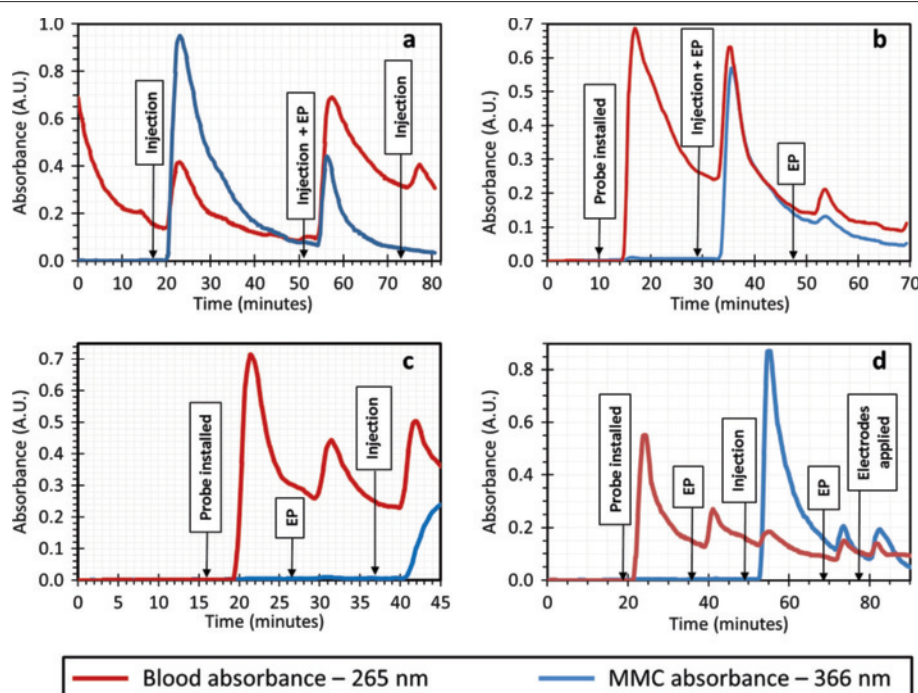 a
Absorbance (A.U.)
1.0
0.8
0.6
0.4
0.2
0.0
Injection
Injection + EP
Injection
0 10 20 30 40 50 60 70 80
Time (minutes)
b
Absorbance (A.U.)
0.7
0.6
0.5
0.4
0.3
0.2
0.1
0.0
Probe installed
Injection + EP
EP
0 10 20 30 40 50 60 70
Time (minutes)
c
Absorbance (A.U.)
0.7
0.6
0.5
0.4
0.3
0.2
0.1
0.0
Probe installed
EP
Injection
0 5 10 15 20 25 30 35 40 45
Time (minutes)
d
Absorbance (A.U.)
0.8
0.6
0.4
0.2
0.0
Probe installed
EP
Injection
EP
Electrodes
applied
0 20 40 60 80
Time (minutes)
Blood absorbance – 265 nm
MMC absorbance – 366 nm